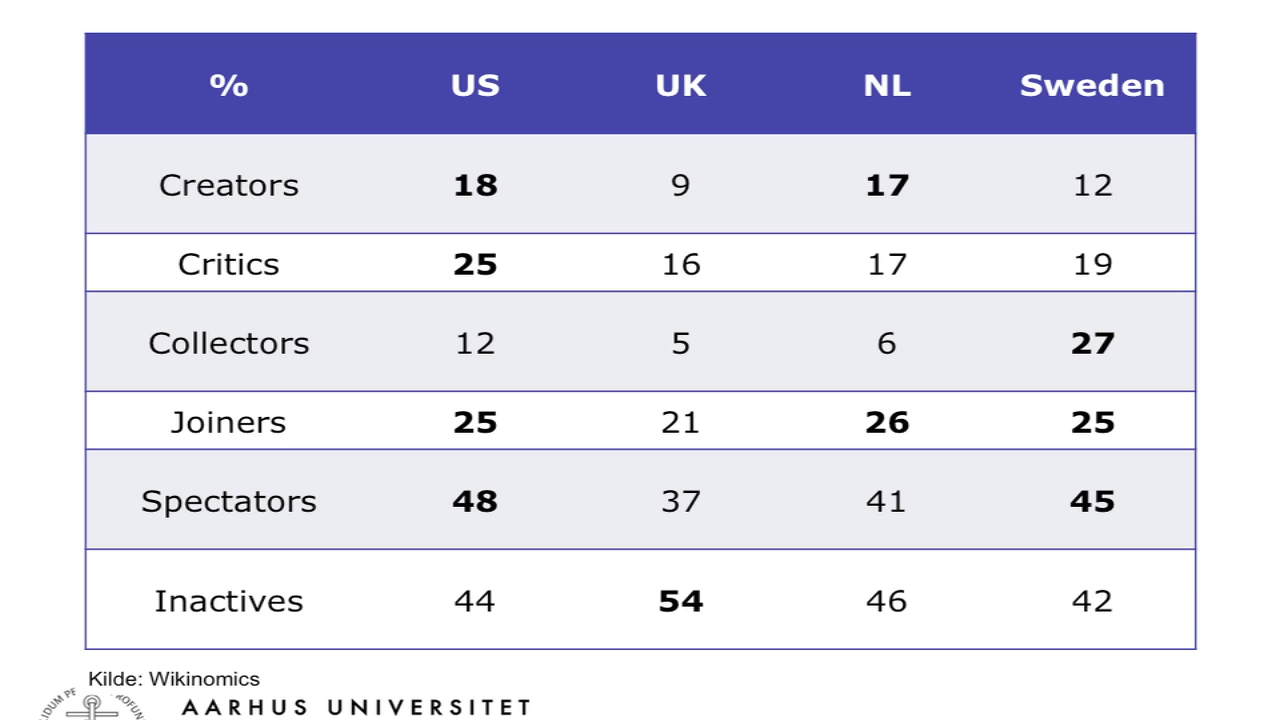 % US UK NL Sweden
Creators 18 9 17 12
Critics 25 16 17 19
Collectors 12 5 6 27
Joiners 25 21 26 25
Spectators 48 37 41 45
Inactives 44 54 46 42
Kilde: Wikinomics
AARHUS UNIVERSITET